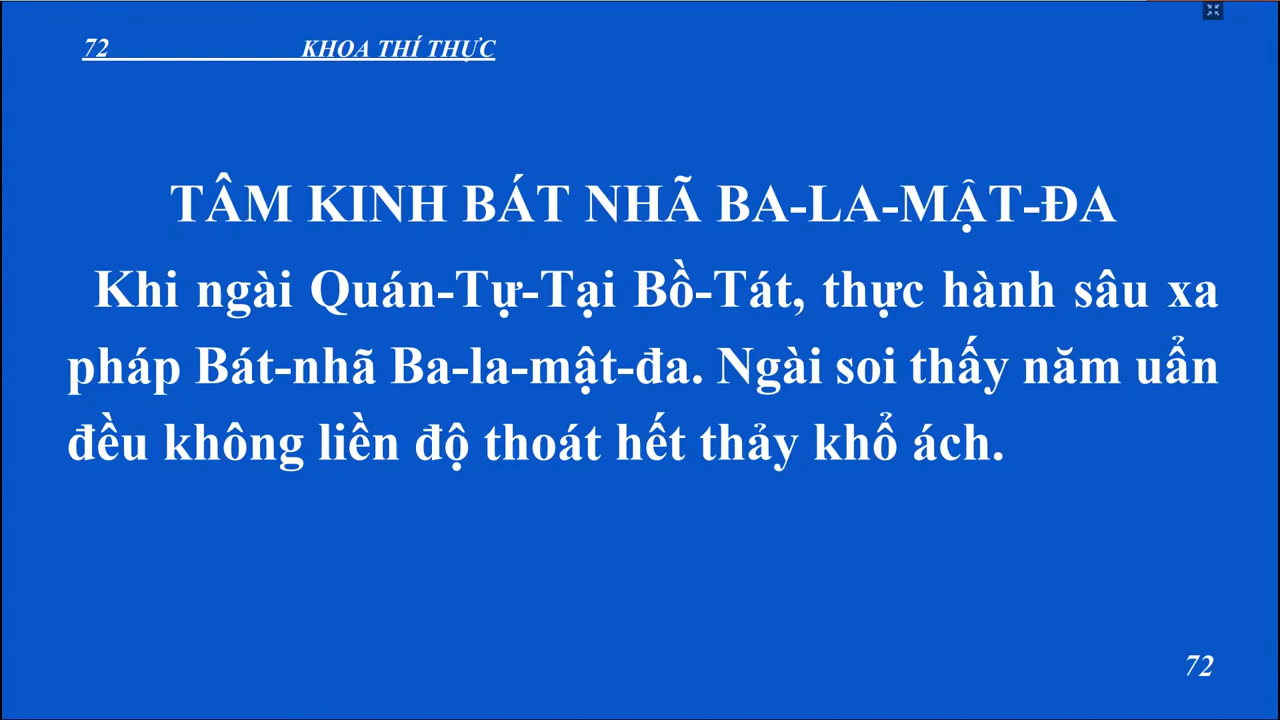 72 KHOA THÍ THỰC
TÂM KINH BÁT NHÃ BA-LA-MẬT-ĐA
Khi ngài Quán-Tự-Tại Bồ-Tát, thực hành sâu xa
pháp Bát-nhã Ba-la-mật-đa. Ngài soi thấy năm uẩn
đều không liền độ thoát hết thảy khổ ách.
72